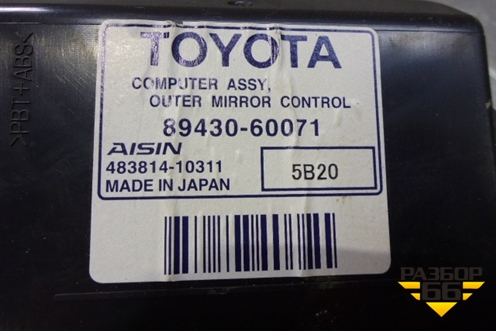 >PBT+ABS<
TOYOTA
COMPUTER ASSY,
OUTER MIRROR CONTROL
89430-60071
AISIN
483814-10311
MADE IN JAPAN
5B20
РАЗБОР
66